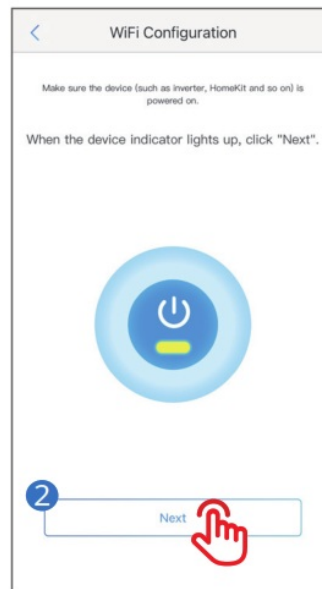 WiFi Configuration
Make sure the device (such as inverter, HomeKit and so on) is
powered on.
When the device indicator lights up, click "Next".
2
Next